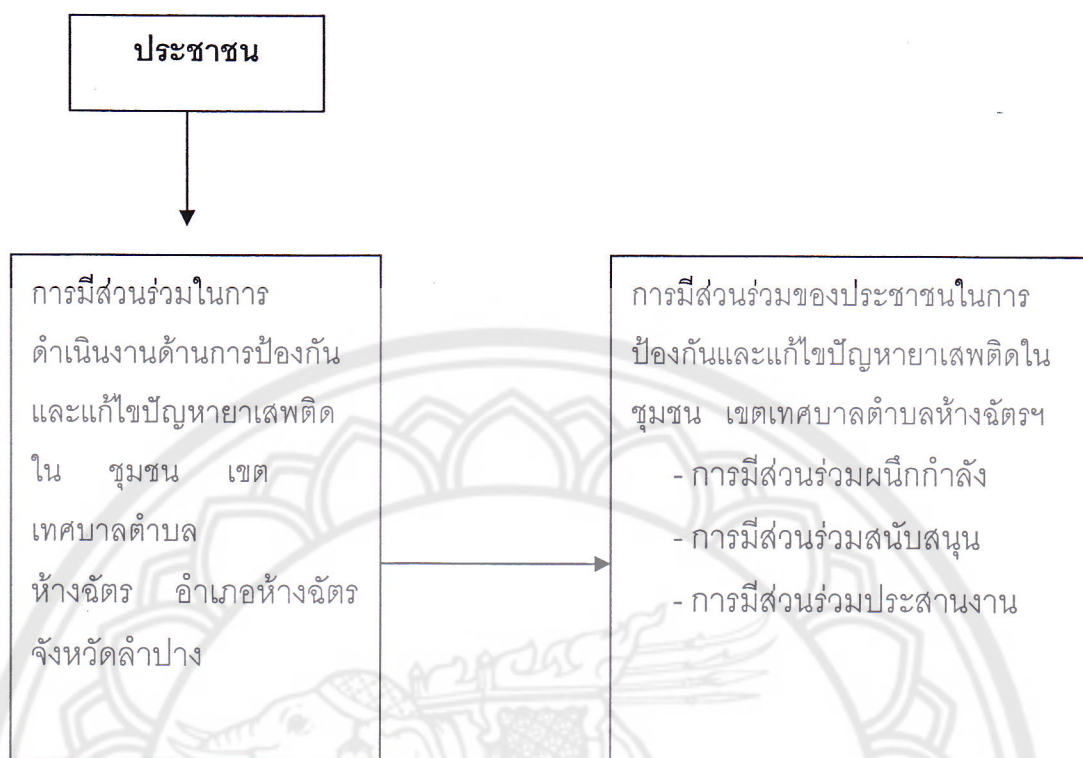 ประชาชน
การมีส่วนร่วมในการ
ดำเนินงานด้านการป้องกัน
และแก้ไขปัญหายาเสพติด
ใน ชุมชน เขต
เทศบาลตำบล
ห้างฉัตร อำเภอห้างฉัตร
จังหวัดลำปาง
การมีส่วนร่วมของประชาชนในการ
ป้องกันและแก้ไขปัญหายาเสพติดใน
ชุมชน เขตเทศบาลตำบลห้างฉัตรฯ
- การมีส่วนร่วมผนึกกำลัง
- การมีส่วนร่วมสนับสนุน
- การมีส่วนร่วมประสานงาน